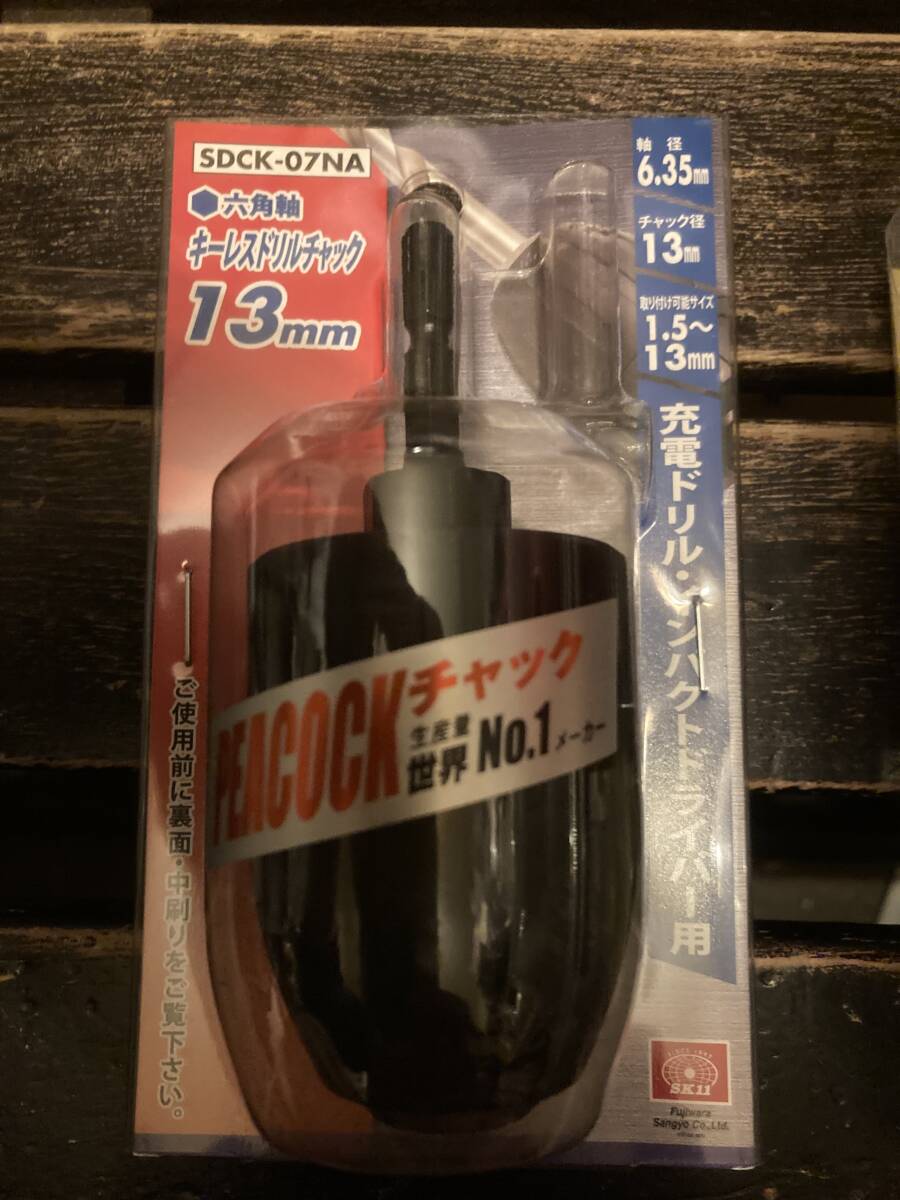 SDCK-07NA
六角軸
キーレスドリルチャック
13mm
軸径
6.35mm
チャック径
13mm
取り付け可能サイズ
1.5～
13mm
充電ドリル・インパクトドライバー用
PEACOCKチャック
生産量
世界No.1メーカー
ご使用前に裏面・中刷りをご覧下さい。
SK11
Fujiwara
Sangyo Co.,Ltd.